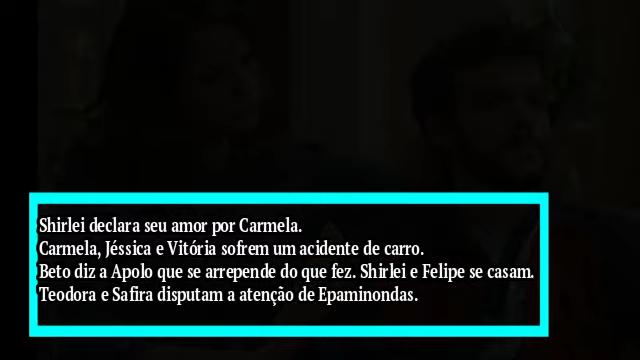 Shirlei declara seu amor por Carmela.
Carmela, Jéssica e Vitória sofrem um acidente de carro.
Beto diz a Apolo que se arrepende do que fez. Shirlei e Felipe se casam.
Teodora e Safira disputam a atenção de Epaminondas.